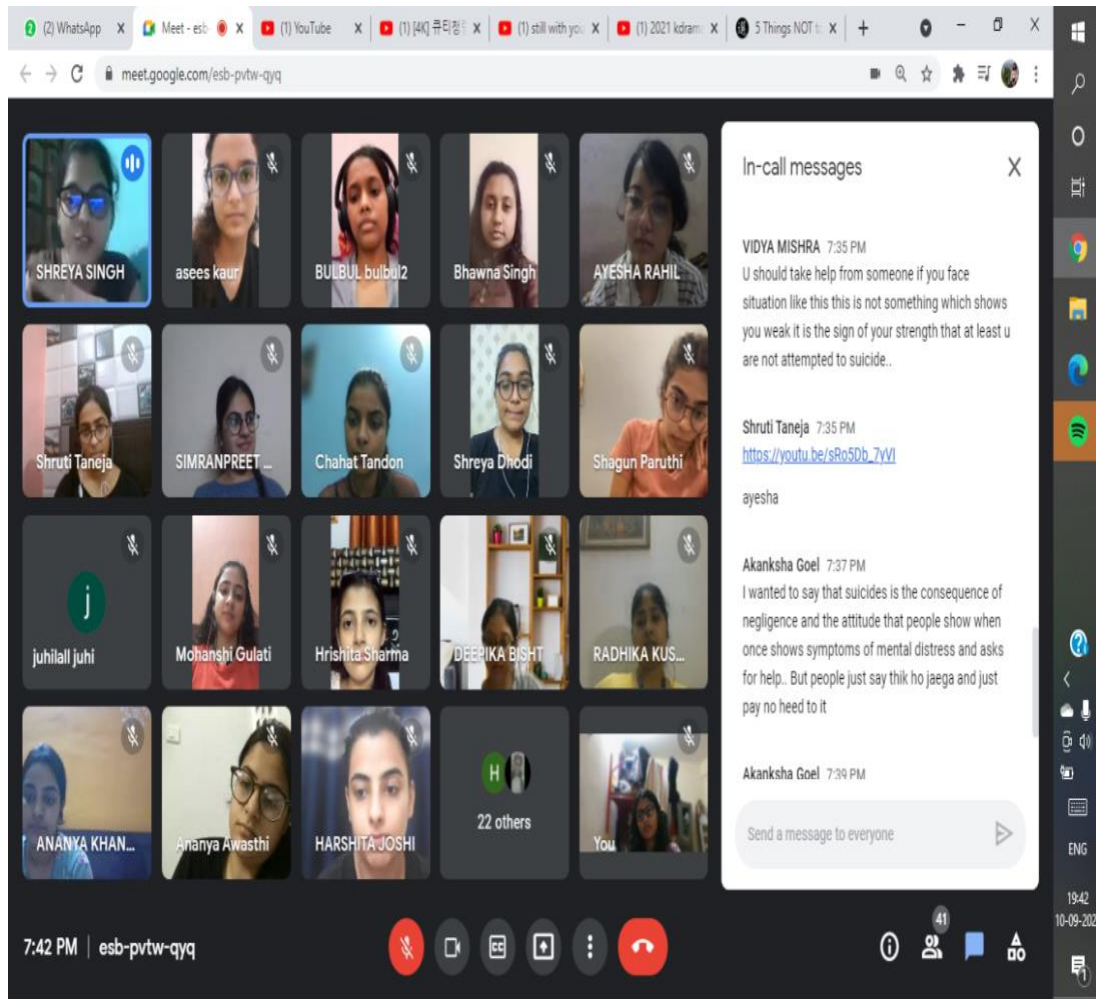 (2) WhatsApp
Meet - esb-
(1) YouTube
(1) [4K] 큐티정
(1) still with you
(1) 2021 kdram
5 Things NOT t
meet.google.com/esb-pvtw-qyq
SHREYA SINGH
asees kaur
BULBUL bulbul2
Bhawna Singh
AYESHA RAHIL
Shruti Taneja
SIMRANPREET ...
Chahat Tandon
Shreya Dhodi
Shagun Paruthi
j
juhilall juhi
Mohanshi Gulati
Hrishita Sharma
DEEPIKA BISHT
RADHIKA KUS...
ANANYA KHAN...
Ananya Awasthi
HARSHITA JOSHI
H
22 others
You
In-call messages
VIDYA MISHRA 7:35 PM
U should take help from someone if you face
situation like this this is not something which shows
you weak it is the sign of your strength that at least u
are not attempted to suicide..
Shruti Taneja 7:35 PM
https://youtu.be/sRo5Db_7yVI
ayesha
Akanksha Goel 7:37 PM
I wanted to say that suicides is the consequence of
negligence and the attitude that people show when
once shows symptoms of mental distress and asks
for help.. But people just say thik ho jaega and just
pay no heed to it
Akanksha Goel 7:39 PM
Send a message to everyone
7:42 PM | esb-pvtw-qyq
CC
41
ENG
19:42
10-09-202
1